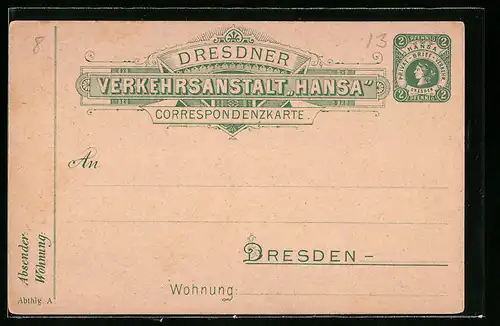 8
13
DRESDNER
VERKEHRSANSTALT „HANSA"
CORRESPONDENZKARTE.
2 PFENNIG 2
HANSA
PRIVAT-BRIEF-
DRESDEN
2 PFENNIG 2
An
DRESDEN –
Wohnung:
Absender:
Wohnung:
Abthlg. A